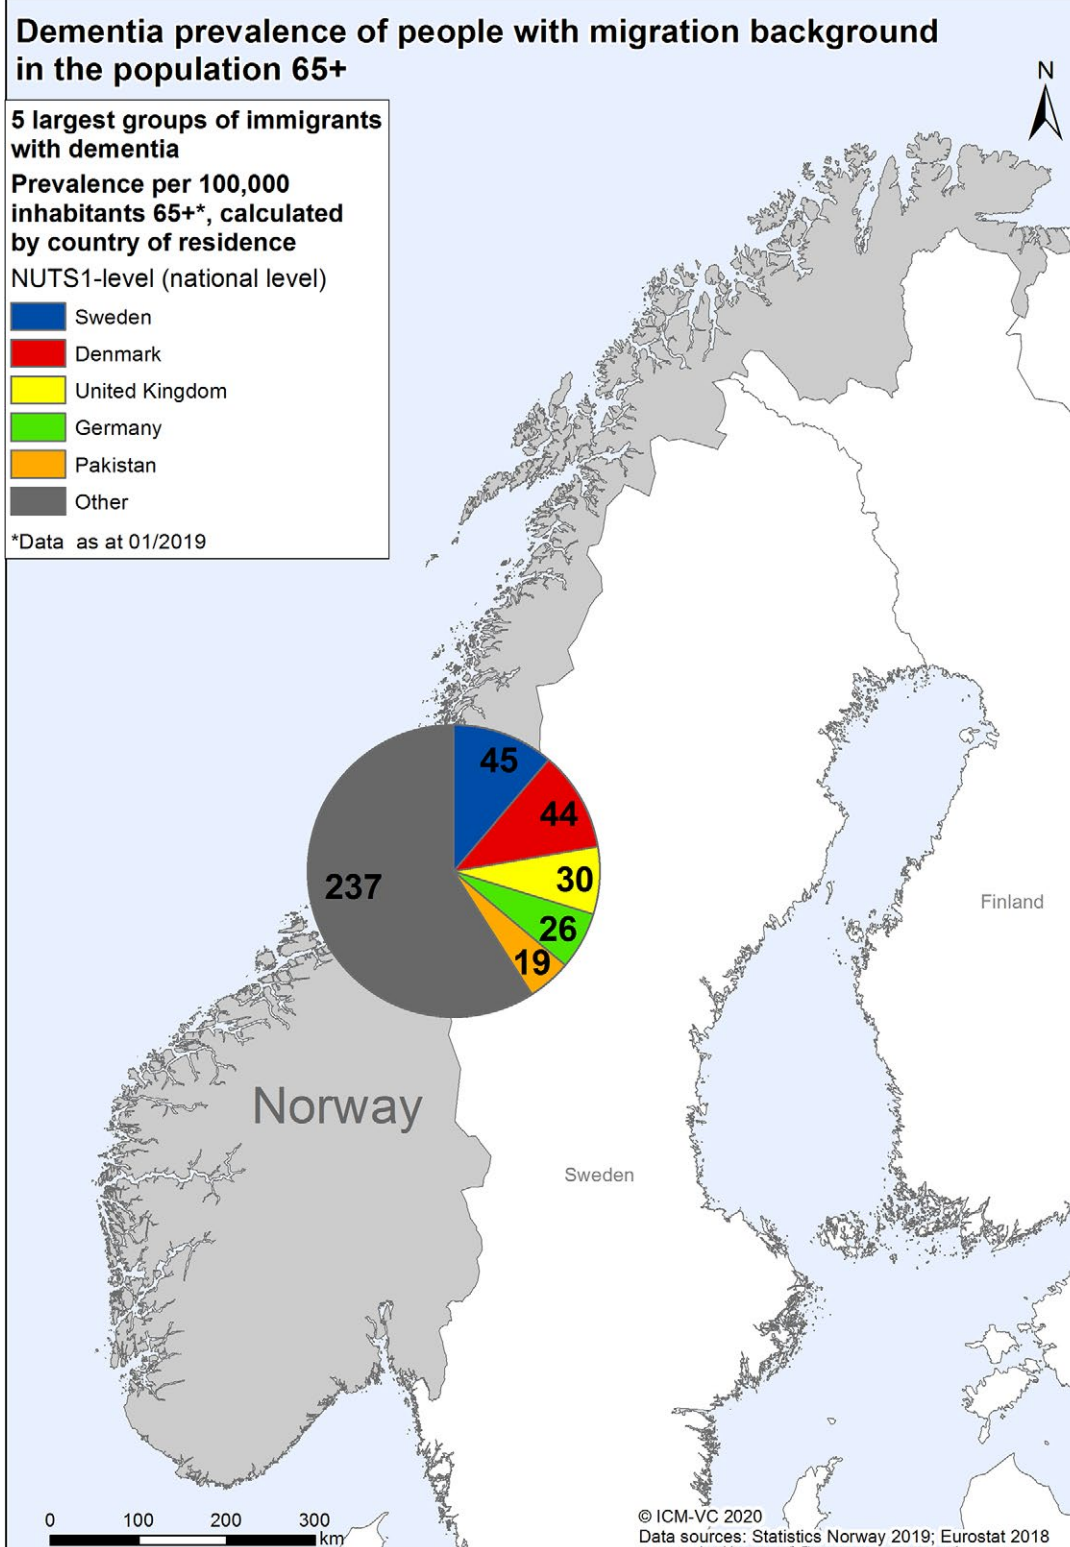 Dementia prevalence of people with migration background
in the population 65+
N
5 largest groups of immigrants
with dementia
Prevalence per 100,000
inhabitants 65+*, calculated
by country of residence
NUTS1-level (national level)
Sweden
Denmark
United Kingdom
Germany
Pakistan
Other
*Data as at 01/2019
45
44
30
26
19
237
Finland
Norway
Sweden
0 100 200 300
km
© ICM-VC 2020
Data sources: Statistics Norway 2019; Eurostat 2018